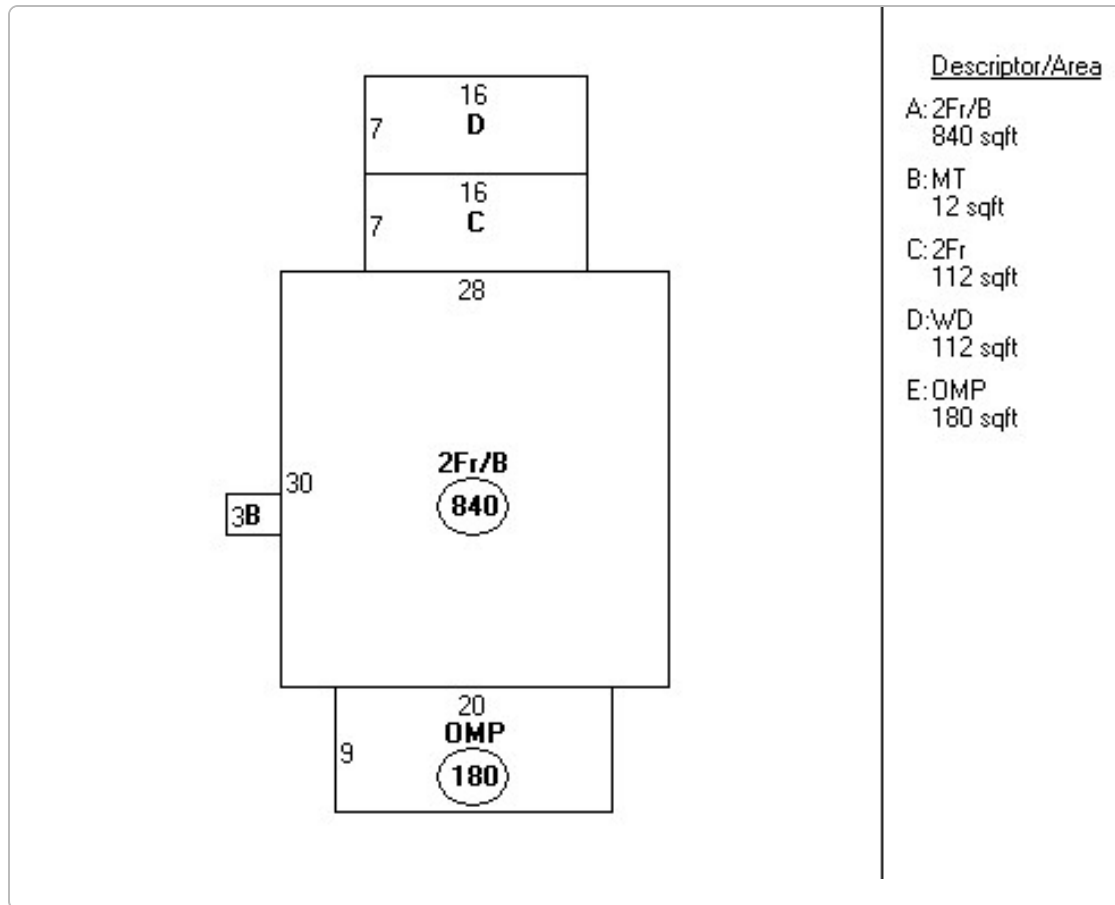 16
D
7
16
C
7
28
2Fr/B
30
840
3B
20
OMP
9
180
Descriptor/Area
A:2Fr/B
840 sqft
B:MT
12 sqft
C:2Fr
112 sqft
D:WD
112 sqft
E:OMP
180 sqft